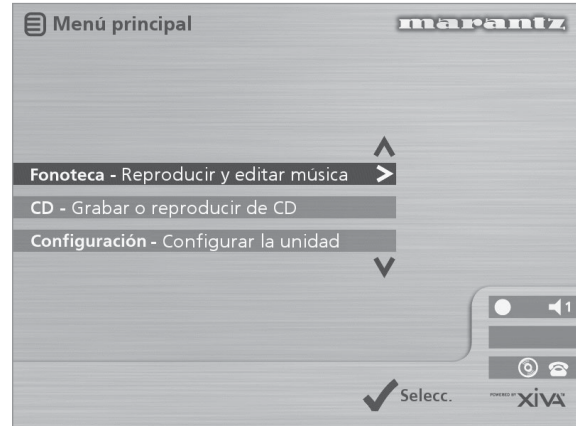 Menú principal
marantz
Fonoteca - Reproducir y editar música
CD - Grabar o reproducir de CD
Configuración - Configurar la unidad
1
Selecc.
POWERED BY XiVA™